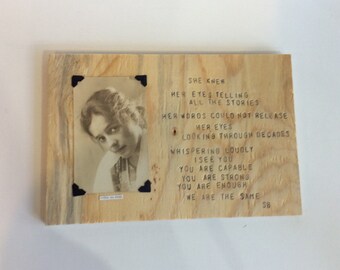 SHE KNEW
HER EYES TELLING
ALL THE STORIES
HER WORDS COULD NOT RELEASE
HER EYES
LOOKING THROUGH DECADES
WHISPERING LOUDLY
I SEE YOU
YOU ARE CAPABLE
YOU ARE STRONG
YOU ARE ENOUGH
WE ARE THE SAME
SB